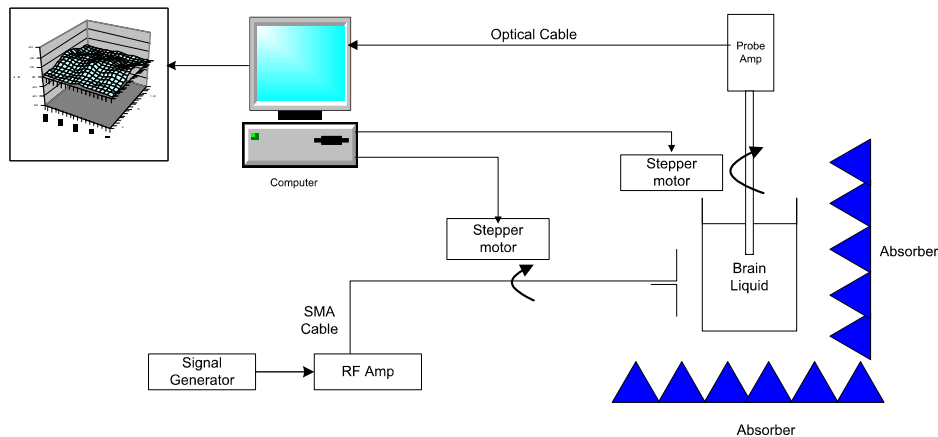 Optical Cable
Probe
Amp
Computer
Stepper
motor
Stepper
motor
Brain
Liquid
Absorber
SMA
Cable
Signal
Generator
RF Amp
Absorber